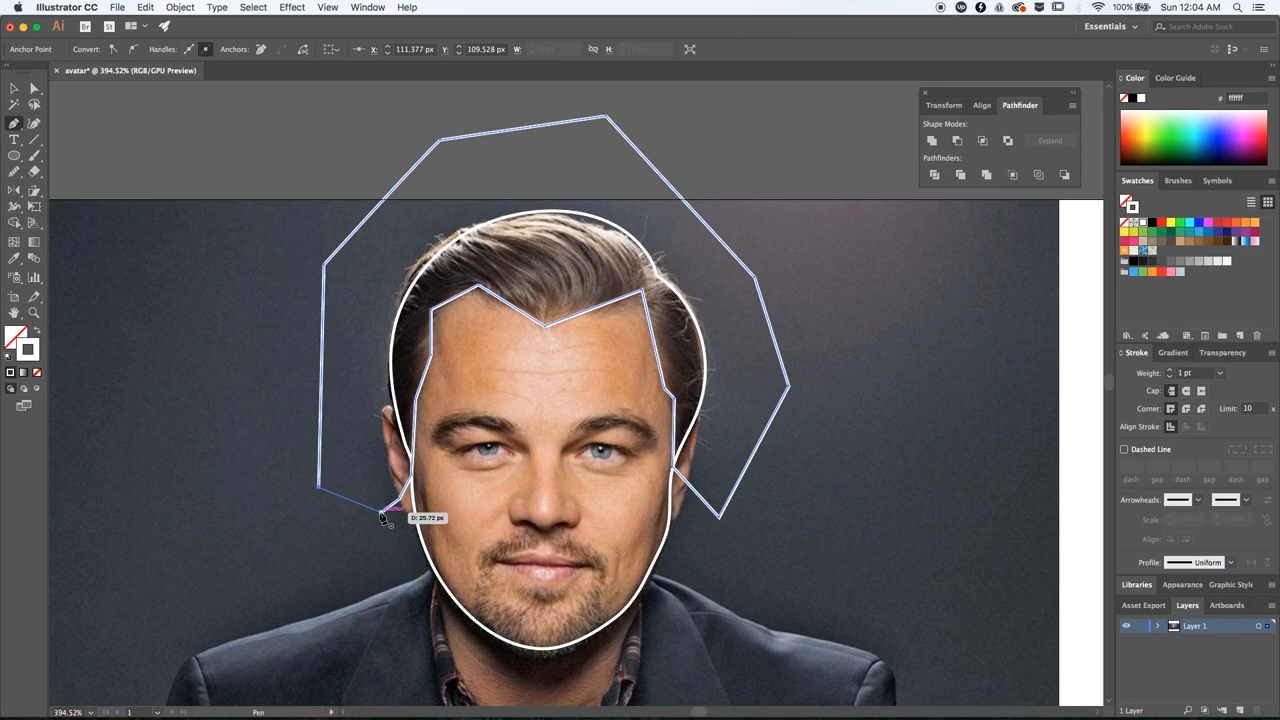 Illustrator CC File Edit Object Type Select Effect View Window Help 100% Sun 12:04 AM
Ai Br St Essentials Search Adobe Stock
Anchor Point Convert: Handles: Anchors: X: 111.377 px Y: 109.528 px W: H:
× avatar* @ 394.52% (RGB/GPU Preview)
Color Color Guide
# ffffff
Transform Align Pathfinder
Shape Modes:
Expand
Pathfinders:
Swatches Brushes Symbols
Stroke Gradient Transparency
Weight: 1 pt
Cap:
Corner: Limit: 10 x
Align Stroke:
Dashed Line
dash gap dash gap dash gap
Arrowheads:
Scale:
Align:
Profile: Uniform
anchor
D: 25.72 px
Libraries Appearance Graphic Style
Asset Export Layers Artboards
Layer 1
1 Layer
394.52% 1 Pen